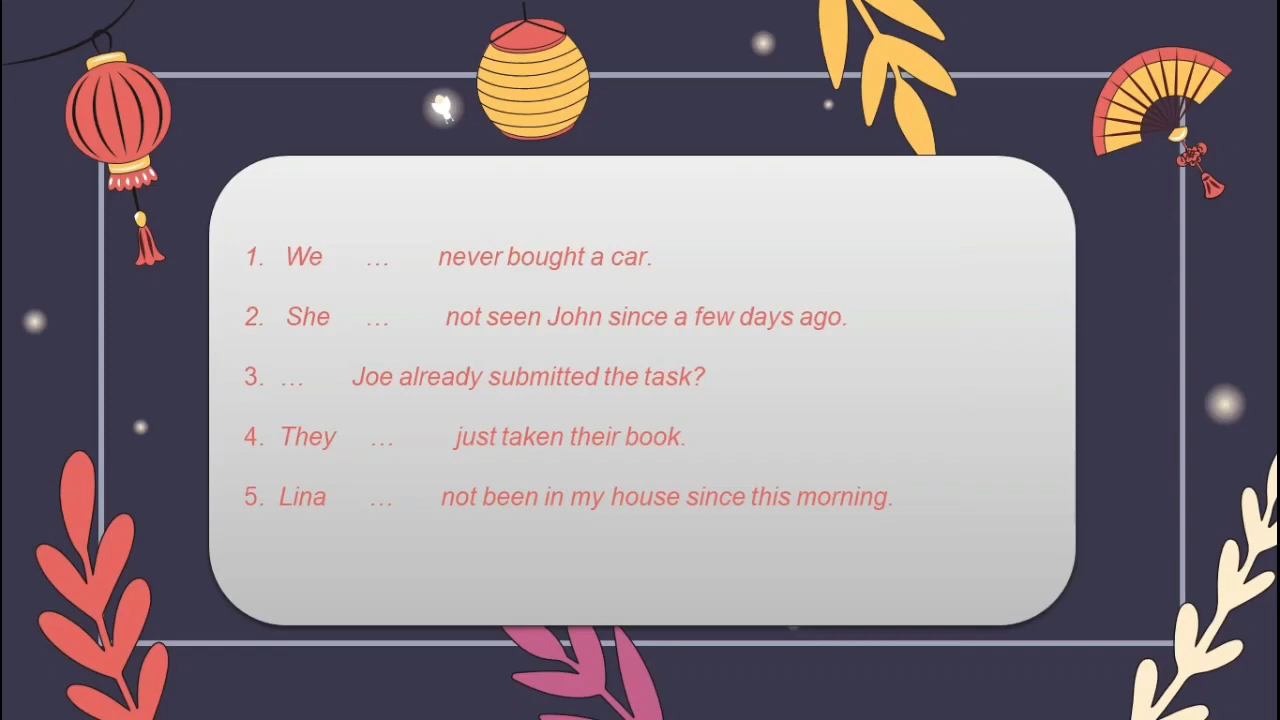 1. We … never bought a car.
2. She … not seen John since a few days ago.
3. … Joe already submitted the task?
4. They … just taken their book.
5. Lina … not been in my house since this morning.